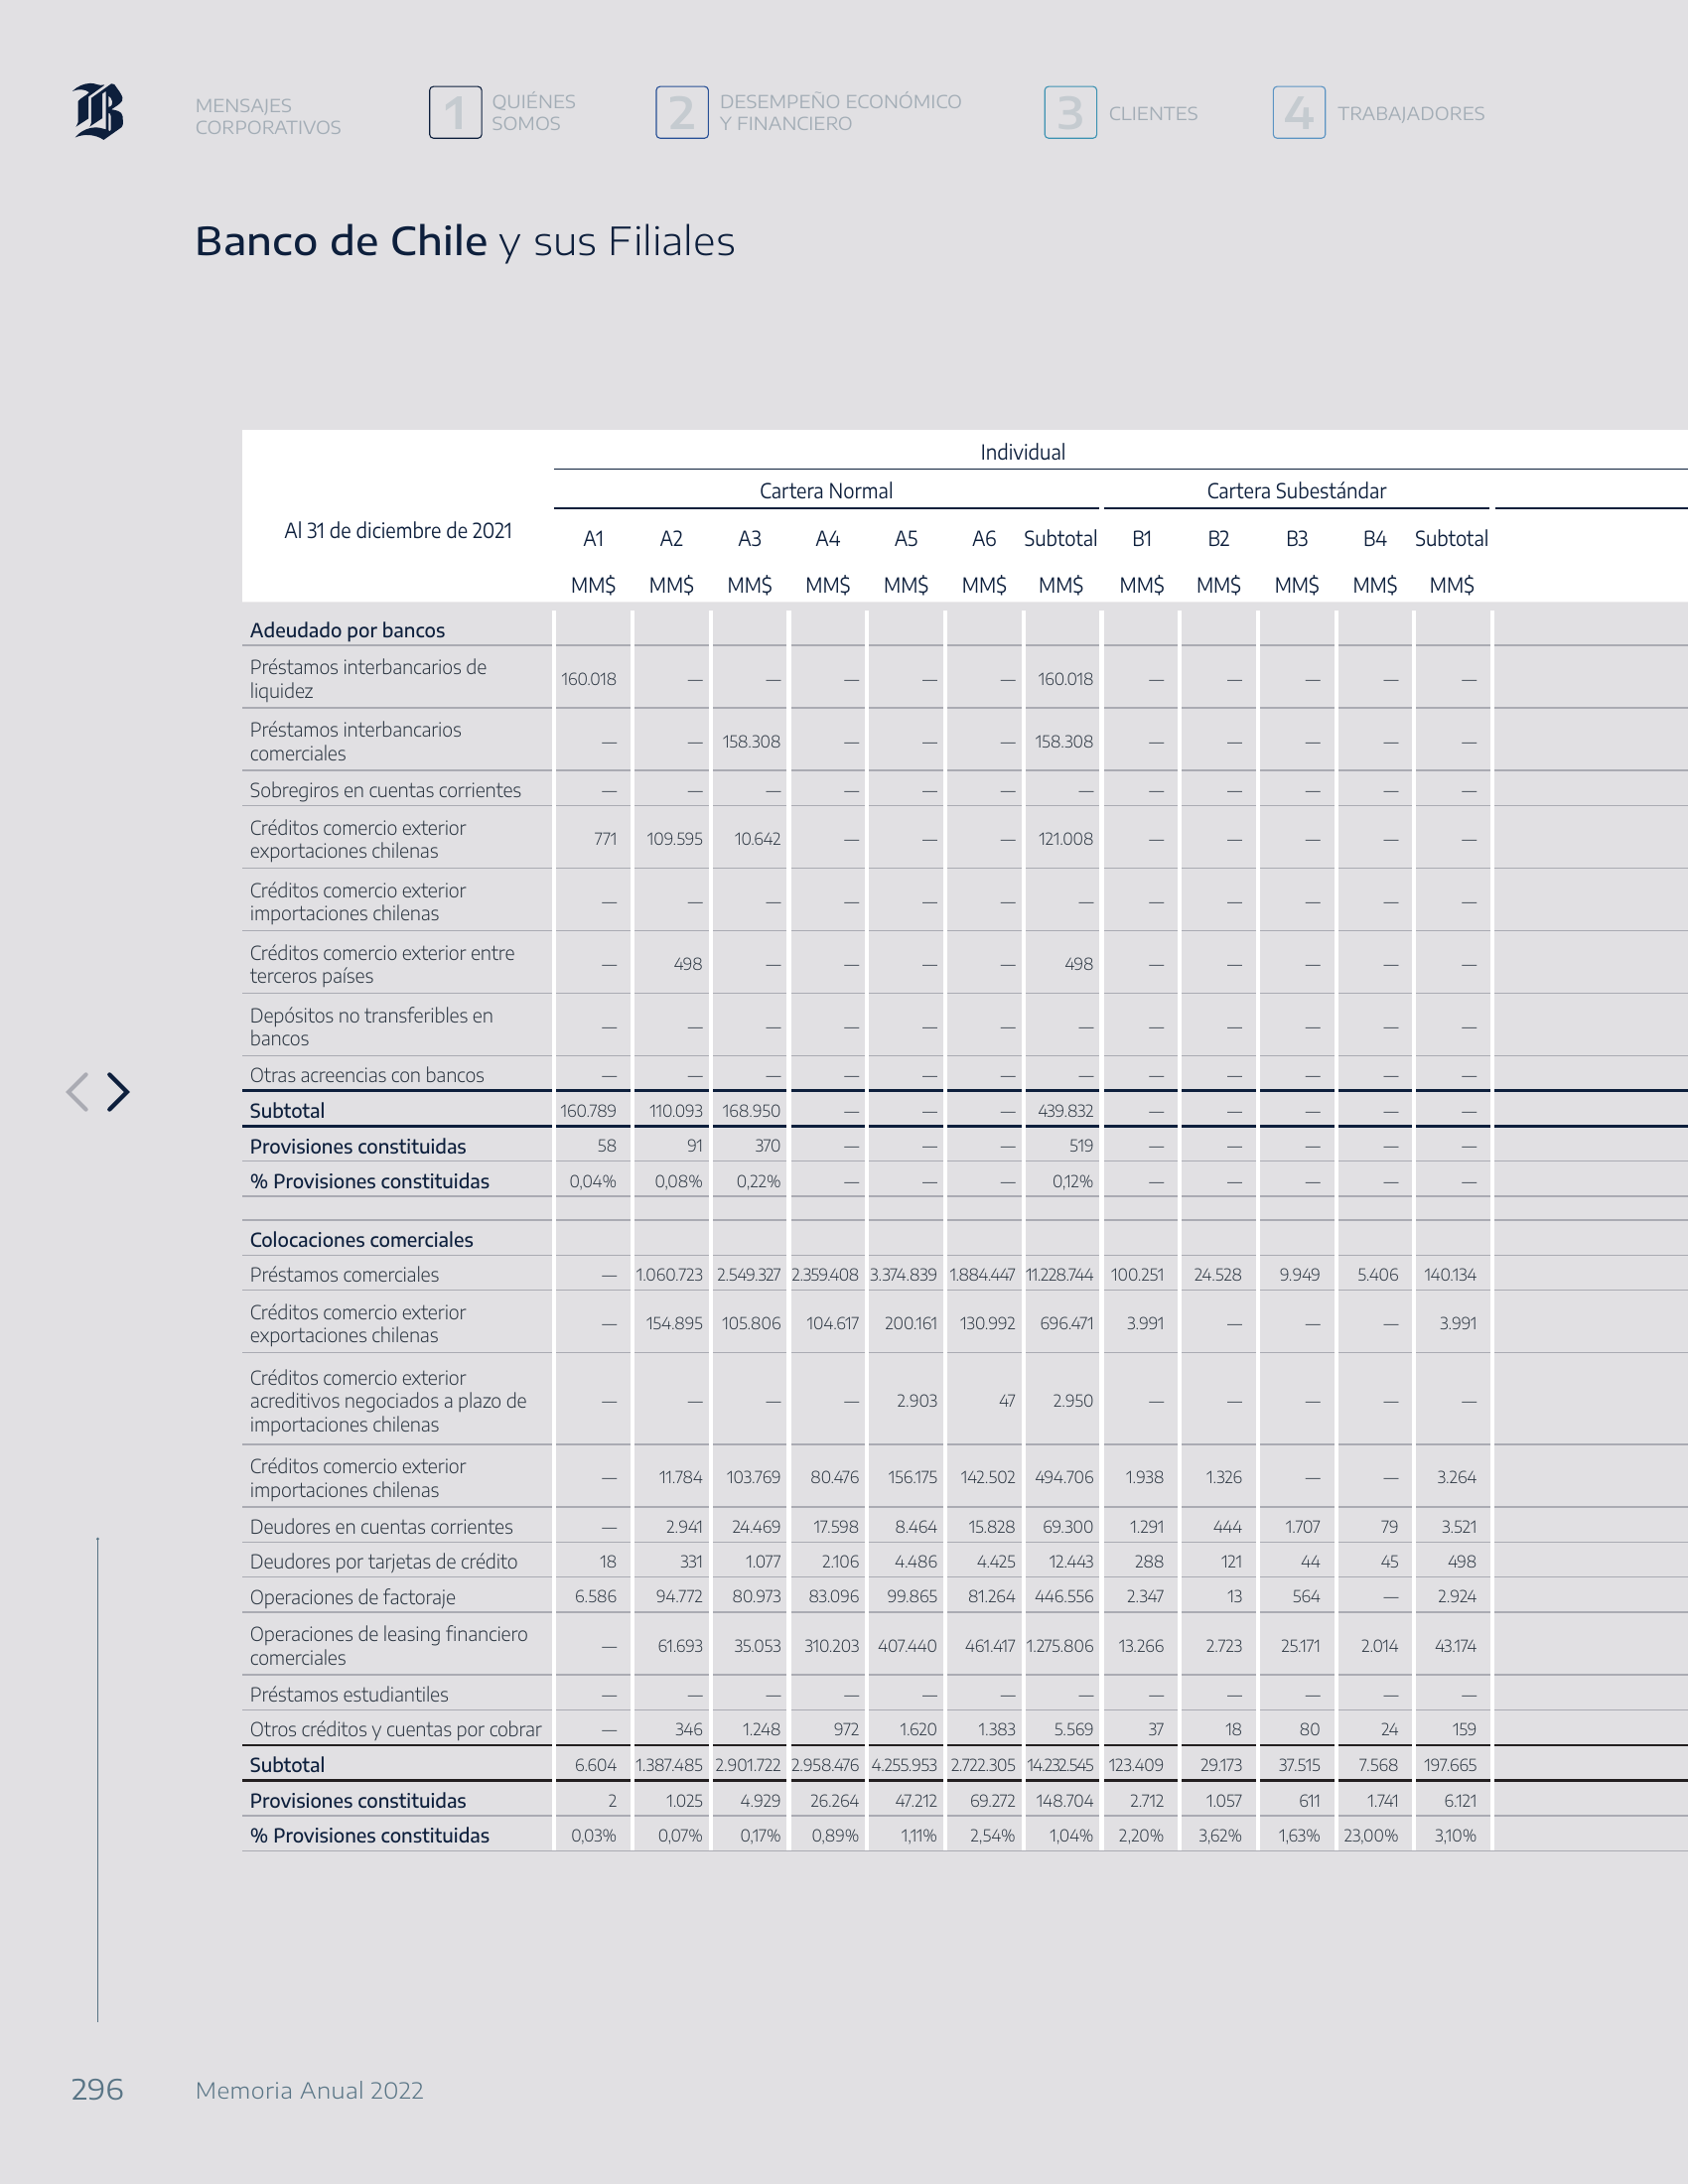 B
MENSAJES
CORPORATIVOS
1
QUIÉNES
SOMOS
2
DESEMPEÑO ECONÓMICO
Y FINANCIERO
3
CLIENTES
4
TRABAJADORES
Banco de Chile y sus Filiales
Individual
Cartera Normal Cartera Subestándar
Al 31 de diciembre de 2021
A1 A2 A3 A4 A5 A6 Subtotal B1 B2 B3 B4 Subtotal
MM$ MM$ MM$ MM$ MM$ MM$ MM$ MM$ MM$ MM$ MM$ MM$
Adeudado por bancos
Préstamos interbancarios de
liquidez
160.018 — — — — — 160.018 — — — — —
Préstamos interbancarios
comerciales
— — 158.308 — — — 158.308 — — — — —
Sobregiros en cuentas corrientes — — — — — — — — — — — —
Créditos comercio exterior
exportaciones chilenas
771 109.595 10.642 — — — 121.008 — — — — —
Créditos comercio exterior
importaciones chilenas
— — — — — — — — — — — —
Créditos comercio exterior entre
terceros países
— 498 — — — — 498 — — — — —
Depósitos no transferibles en
bancos
— — — — — — — — — — — —
Otras acreencias con bancos — — — — — — — — — — — —
Subtotal 160.789 110.093 168.950 — — — 439.832 — — — — —
Provisiones constituidas 58 91 370 — — — 519 — — — — —
% Provisiones constituidas 0,04% 0,08% 0,22% — — — 0,12% — — — — —
Colocaciones comerciales
Préstamos comerciales — 1.060.723 2.549.327 2.359.408 3.374.839 1.884.447 11.228.744 100.251 24.528 9.949 5.406 140.134
Créditos comercio exterior
exportaciones chilenas
— 154.895 105.806 104.617 200.161 130.992 696.471 3.991 — — — 3.991
Créditos comercio exterior
acreditivos negociados a plazo de
importaciones chilenas
— — — — 2.903 47 2.950 — — — — —
Créditos comercio exterior
importaciones chilenas
— 11.784 103.769 80.476 156.175 142.502 494.706 1.938 1.326 — — 3.264
Deudores en cuentas corrientes — 2.941 24.469 17.598 8.464 15.828 69.300 1.291 444 1.707 79 3.521
Deudores por tarjetas de crédito 18 331 1.077 2.106 4.486 4.425 12.443 288 121 44 45 498
Operaciones de factoraje 6.586 94.772 80.973 83.096 99.865 81.264 446.556 2.347 13 564 — 2.924
Operaciones de leasing financiero
comerciales
— 61.693 35.053 310.203 407.440 461.417 1.275.806 13.266 2.723 25.171 2.014 43.174
Préstamos estudiantiles — — — — — — — — — — — —
Otros créditos y cuentas por cobrar — 346 1.248 972 1.620 1.383 5.569 37 18 80 24 159
Subtotal 6.604 1.387.485 2.901.722 2.958.476 4.255.953 2.722.305 14.232.545 123.409 29.173 37.515 7.568 197.665
Provisiones constituidas 2 1.025 4.929 26.264 47.212 69.272 148.704 2.712 1.057 611 1.741 6.121
% Provisiones constituidas 0,03% 0,07% 0,17% 0,89% 1,11% 2,54% 1,04% 2,20% 3,62% 1,63% 23,00% 3,10%
296 Memoria Anual 2022